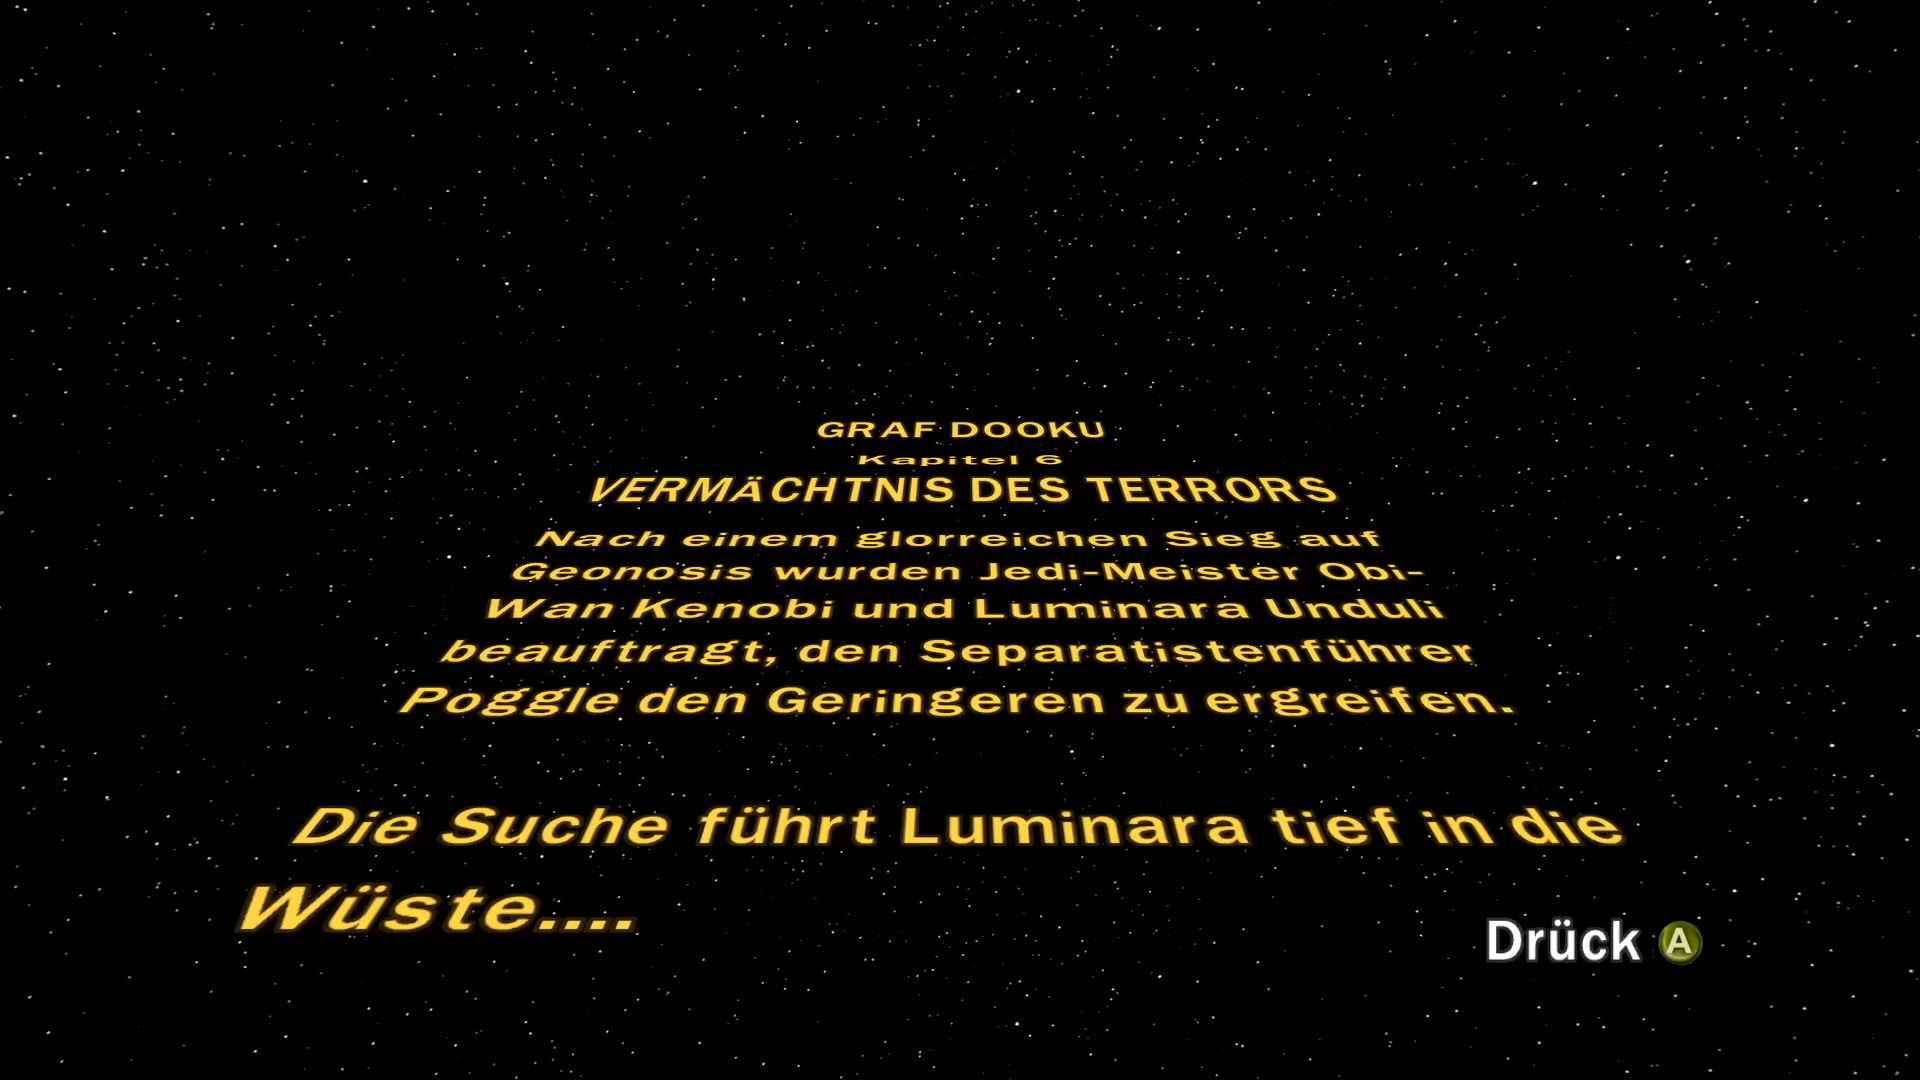 GRAF DOOKU
Kapitel 6
VERMÄCHTNIS DES TERRORS
Nach einem glorreichen Sieg auf
Geonosis wurden Jedi-Meister Obi-
Wan Kenobi und Luminara Unduli
beauftragt, den Separatistenführer
Poggle den Geringeren zu ergreifen.
Die Suche führt Luminara tief in die
Wüste....
Drück A